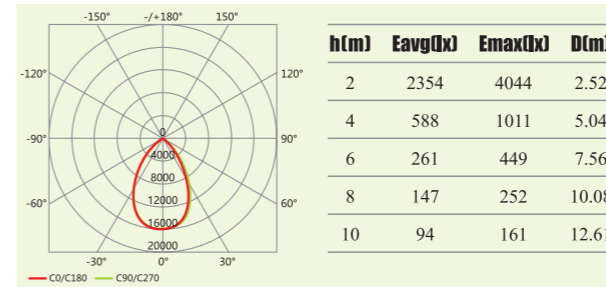 -150° -/+180° 150°
-120° 120°
-90° 90°
-60° 60°
-30° 0° 30°
0
4000
8000
12000
16000
20000
C0/C180 C90/C270
h(m) Eavg(lx) Emax(lx) D(m)
2 2354 4044 2.52
4 588 1011 5.04
6 261 449 7.56
8 147 252 10.08
10 94 161 12.61